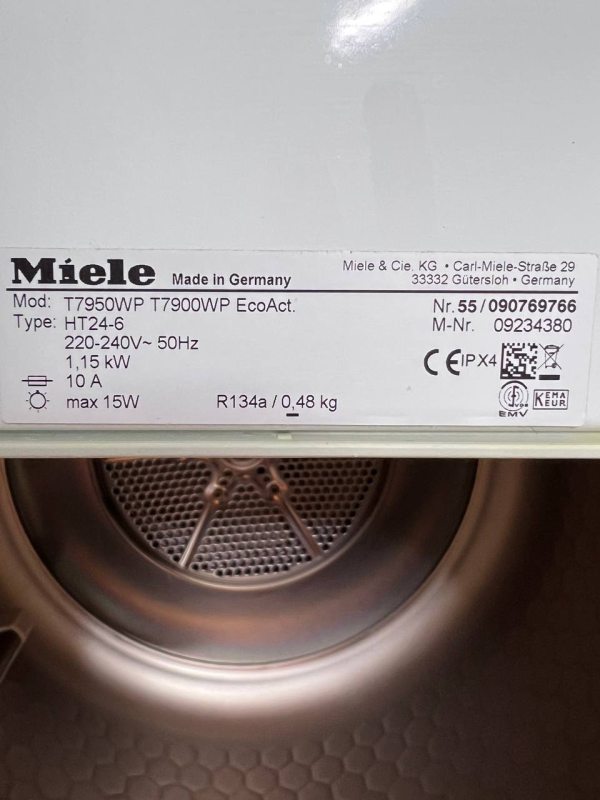 Miele Made in Germany
Miele & Cie. KG • Carl-Miele-Straße 29
33332 Gütersloh • Germany
Mod: T7950WP T7900WP EcoAct.
Nr. 55/090769766
Type: HT24-6
M-Nr. 09234380
220-240V~ 50Hz
1,15 kW
CE IPX4
10 A
max 15W
R134a / 0,48 kg
EMV
KEMA
KEUR